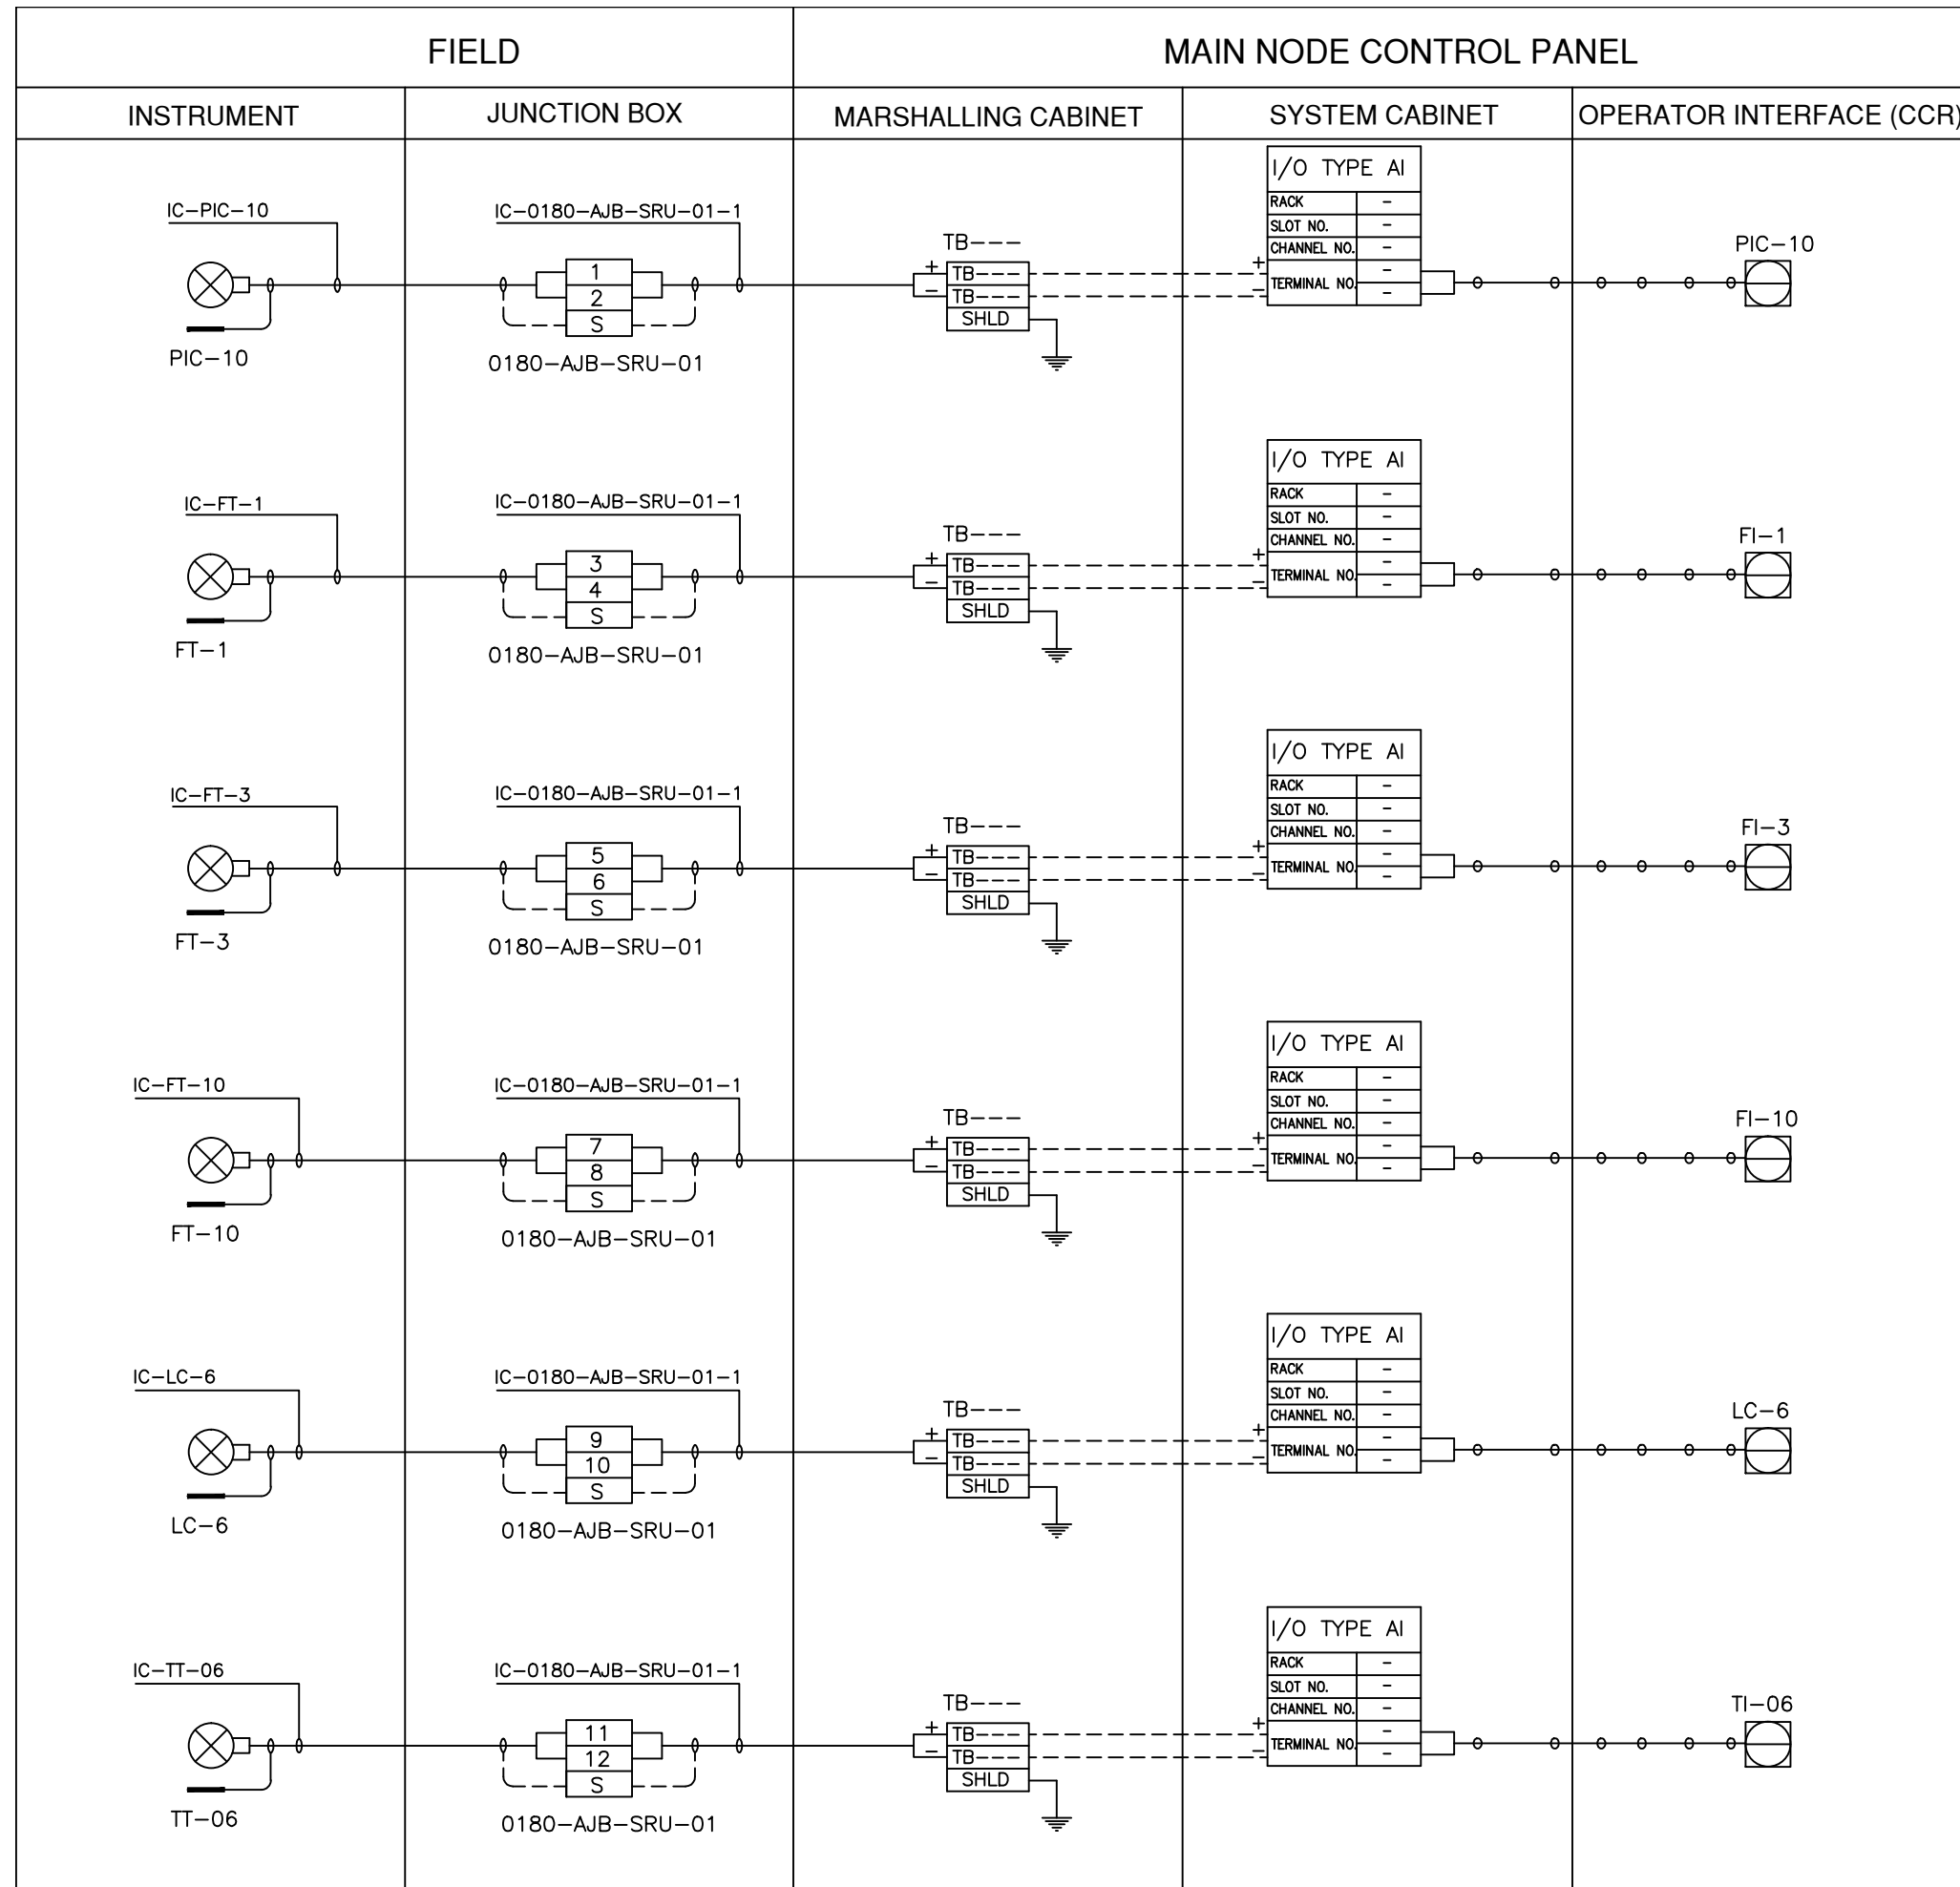 FIELD
MAIN NODE CONTROL PANEL
INSTRUMENT
JUNCTION BOX
MARSHALLING CABINET
SYSTEM CABINET
OPERATOR INTERFACE (CCR)
IC-PIC-10
PIC-10
IC-0180-AJB-SRU-01-1
1
2
S
0180-AJB-SRU-01
TB---
+ TB----
- TB----
SHLD
I/O TYPE AI
RACK -
SLOT NO. -
CHANNEL NO. -
+
TERMINAL NO. -
- -
PIC-10
IC-FT-1
FT-1
IC-0180-AJB-SRU-01-1
3
4
S
0180-AJB-SRU-01
TB---
+ TB----
- TB----
SHLD
I/O TYPE AI
RACK -
SLOT NO. -
CHANNEL NO. -
+
TERMINAL NO. -
- -
FI-1
IC-FT-3
FT-3
IC-0180-AJB-SRU-01-1
5
6
S
0180-AJB-SRU-01
TB---
+ TB----
- TB----
SHLD
I/O TYPE AI
RACK -
SLOT NO. -
CHANNEL NO. -
+
TERMINAL NO. -
- -
FI-3
IC-FT-10
FT-10
IC-0180-AJB-SRU-01-1
7
8
S
0180-AJB-SRU-01
TB---
+ TB----
- TB----
SHLD
I/O TYPE AI
RACK -
SLOT NO. -
CHANNEL NO. -
+
TERMINAL NO. -
- -
FI-10
IC-LC-6
LC-6
IC-0180-AJB-SRU-01-1
9
10
S
0180-AJB-SRU-01
TB---
+ TB----
- TB----
SHLD
I/O TYPE AI
RACK -
SLOT NO. -
CHANNEL NO. -
+
TERMINAL NO. -
- -
LC-6
IC-TT-06
TT-06
IC-0180-AJB-SRU-01-1
11
12
S
0180-AJB-SRU-01
TB---
+ TB----
- TB----
SHLD
I/O TYPE AI
RACK -
SLOT NO. -
CHANNEL NO. -
+
TERMINAL NO. -
- -
TI-06